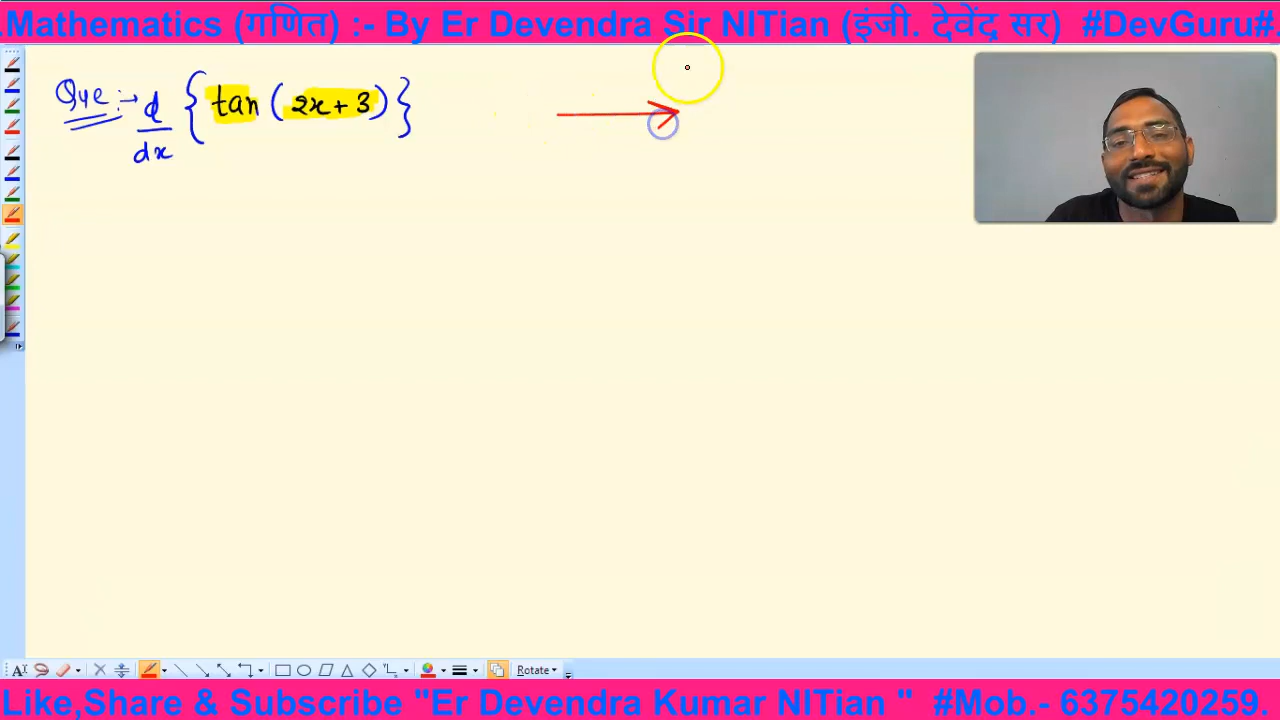 .Mathematics (गणित) :- By Er Devendra Sir NITian (इंजी. देवेंद्र सर) #DevGuru#.
Que :→ d/dx {tan (2x+3)}
Rotate
Like,Share & Subscribe "Er Devendra Kumar NITian " #Mob.- 6375420259.